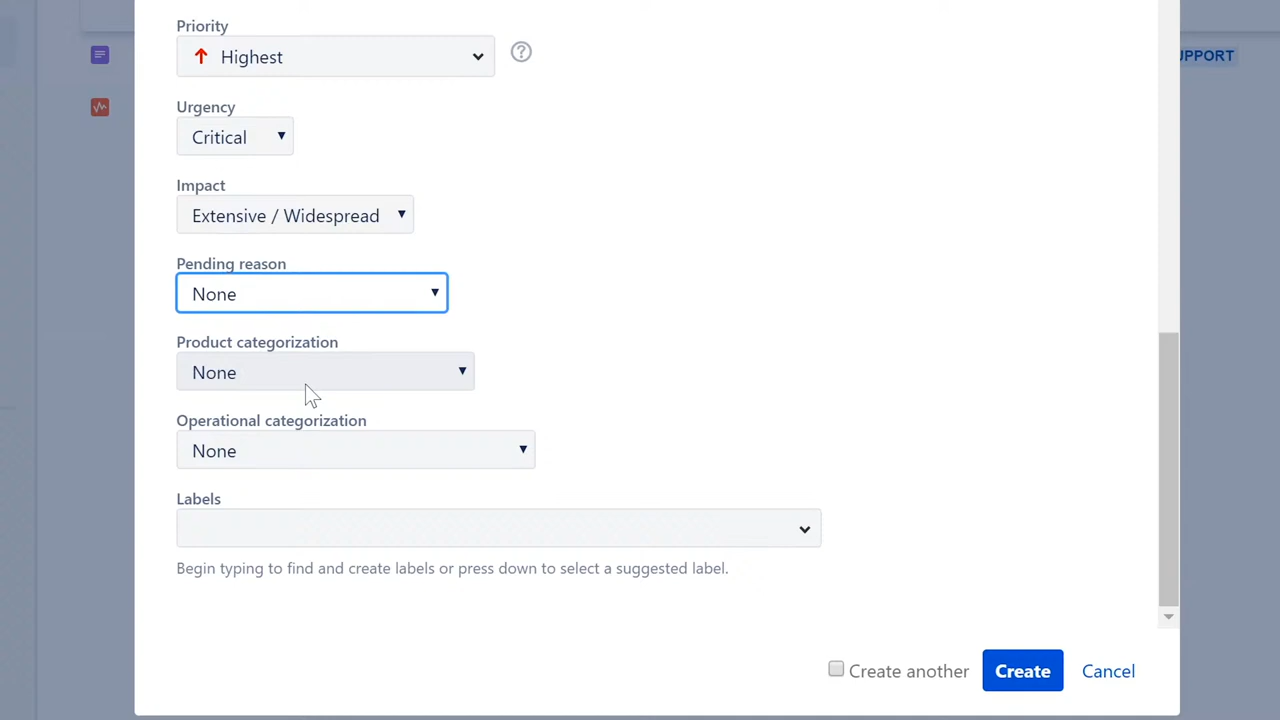 Priority
Highest
UPPORT
Urgency
Critical
Impact
Extensive / Widespread
Pending reason
None
Product categorization
None
Operational categorization
None
Labels
Begin typing to find and create labels or press down to select a suggested label.
Create another
Create
Cancel